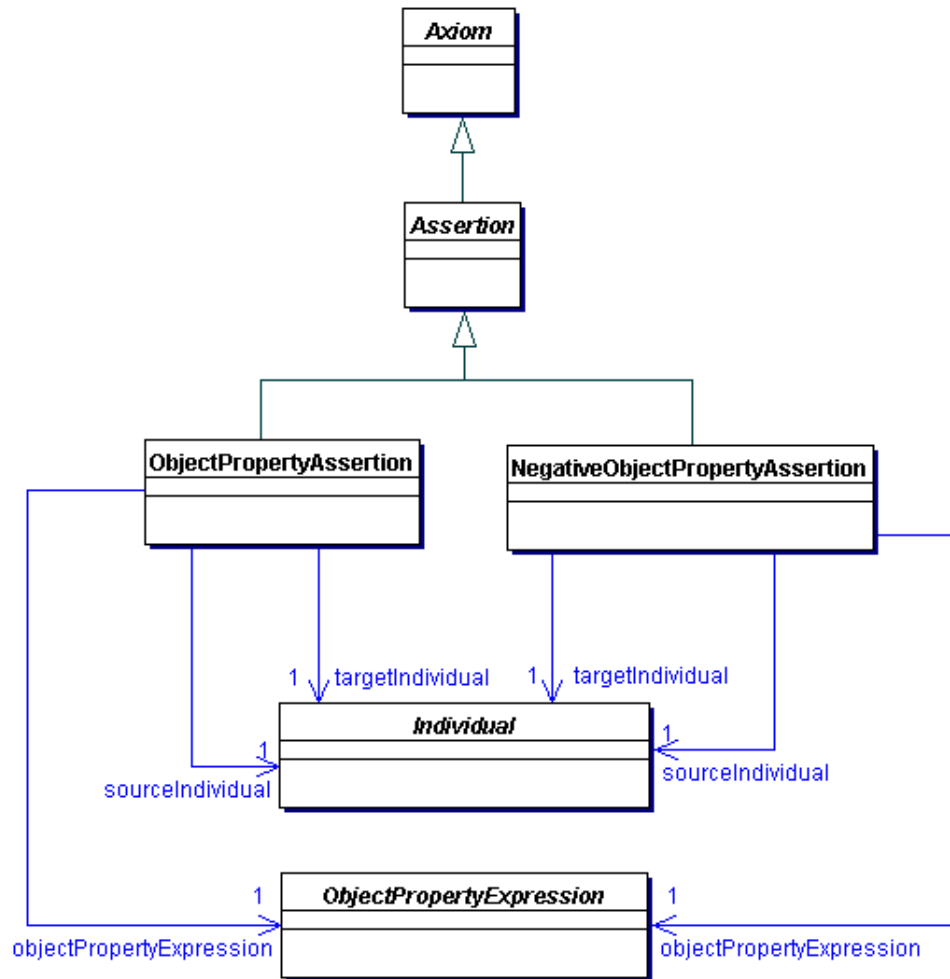 Axiom
Assertion
ObjectPropertyAssertion
NegativeObjectPropertyAssertion
1 targetIndividual
1 targetIndividual
Individual
1
1
sourceIndividual
sourceIndividual
ObjectPropertyExpression
1
1
objectPropertyExpression
objectPropertyExpression